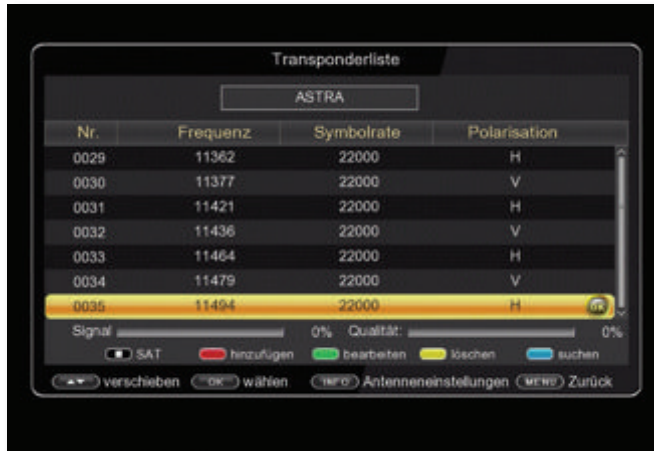 Transponderliste
ASTRA
Nr. Frequenz Symbolrate Polarisation
0029 11362 22000 H
0030 11377 22000 V
0031 11421 22000 H
0032 11436 22000 V
0033 11464 22000 H
0034 11479 22000 V
0035 11494 22000 H OK
Signal 0% Qualität: 0%
SAT hinzufügen bearbeiten löschen suchen
verschieben OK wählen INFO Antenneneinstellungen MENU Zurück